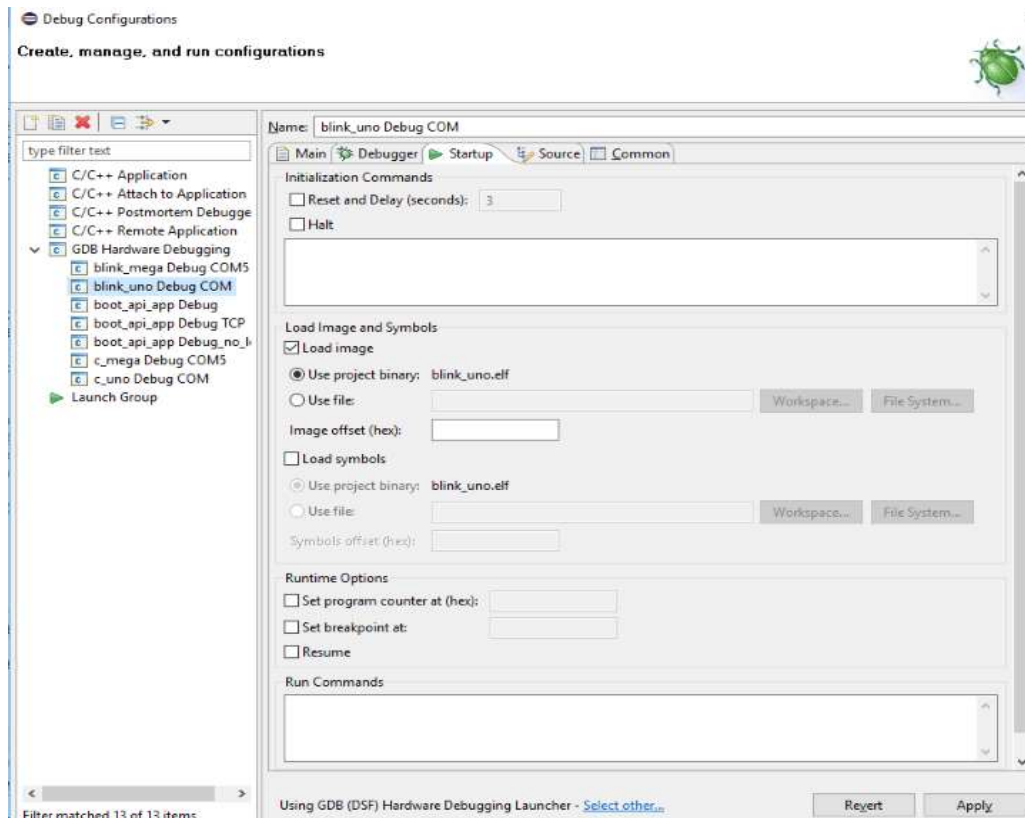 Debug Configurations
Create, manage, and run configurations
type filter text
C/C++ Application
C/C++ Attach to Application
C/C++ Postmortem Debugge
C/C++ Remote Application
GDB Hardware Debugging
blink_mega Debug COM5
blink_uno Debug COM
boot_api_app Debug
boot_api_app Debug TCP
boot_api_app Debug_no_l
c_mega Debug COM5
c_uno Debug COM
Launch Group
Filter matched 13 of 13 items
Name: blink_uno Debug COM
Main Debugger Startup Source Common
Initialization Commands
Reset and Delay (seconds): 3
Halt
Load Image and Symbols
Load image
Use project binary: blink_uno.elf
Use file: Workspace... File System...
Image offset (hex):
Load symbols
Use project binary: blink_uno.elf
Use file: Workspace... File System...
Symbols offset (hex):
Runtime Options
Set program counter at (hex):
Set breakpoint at:
Resume
Run Commands
Using GDB (DSF) Hardware Debugging Launcher - Select other...
Revert Apply